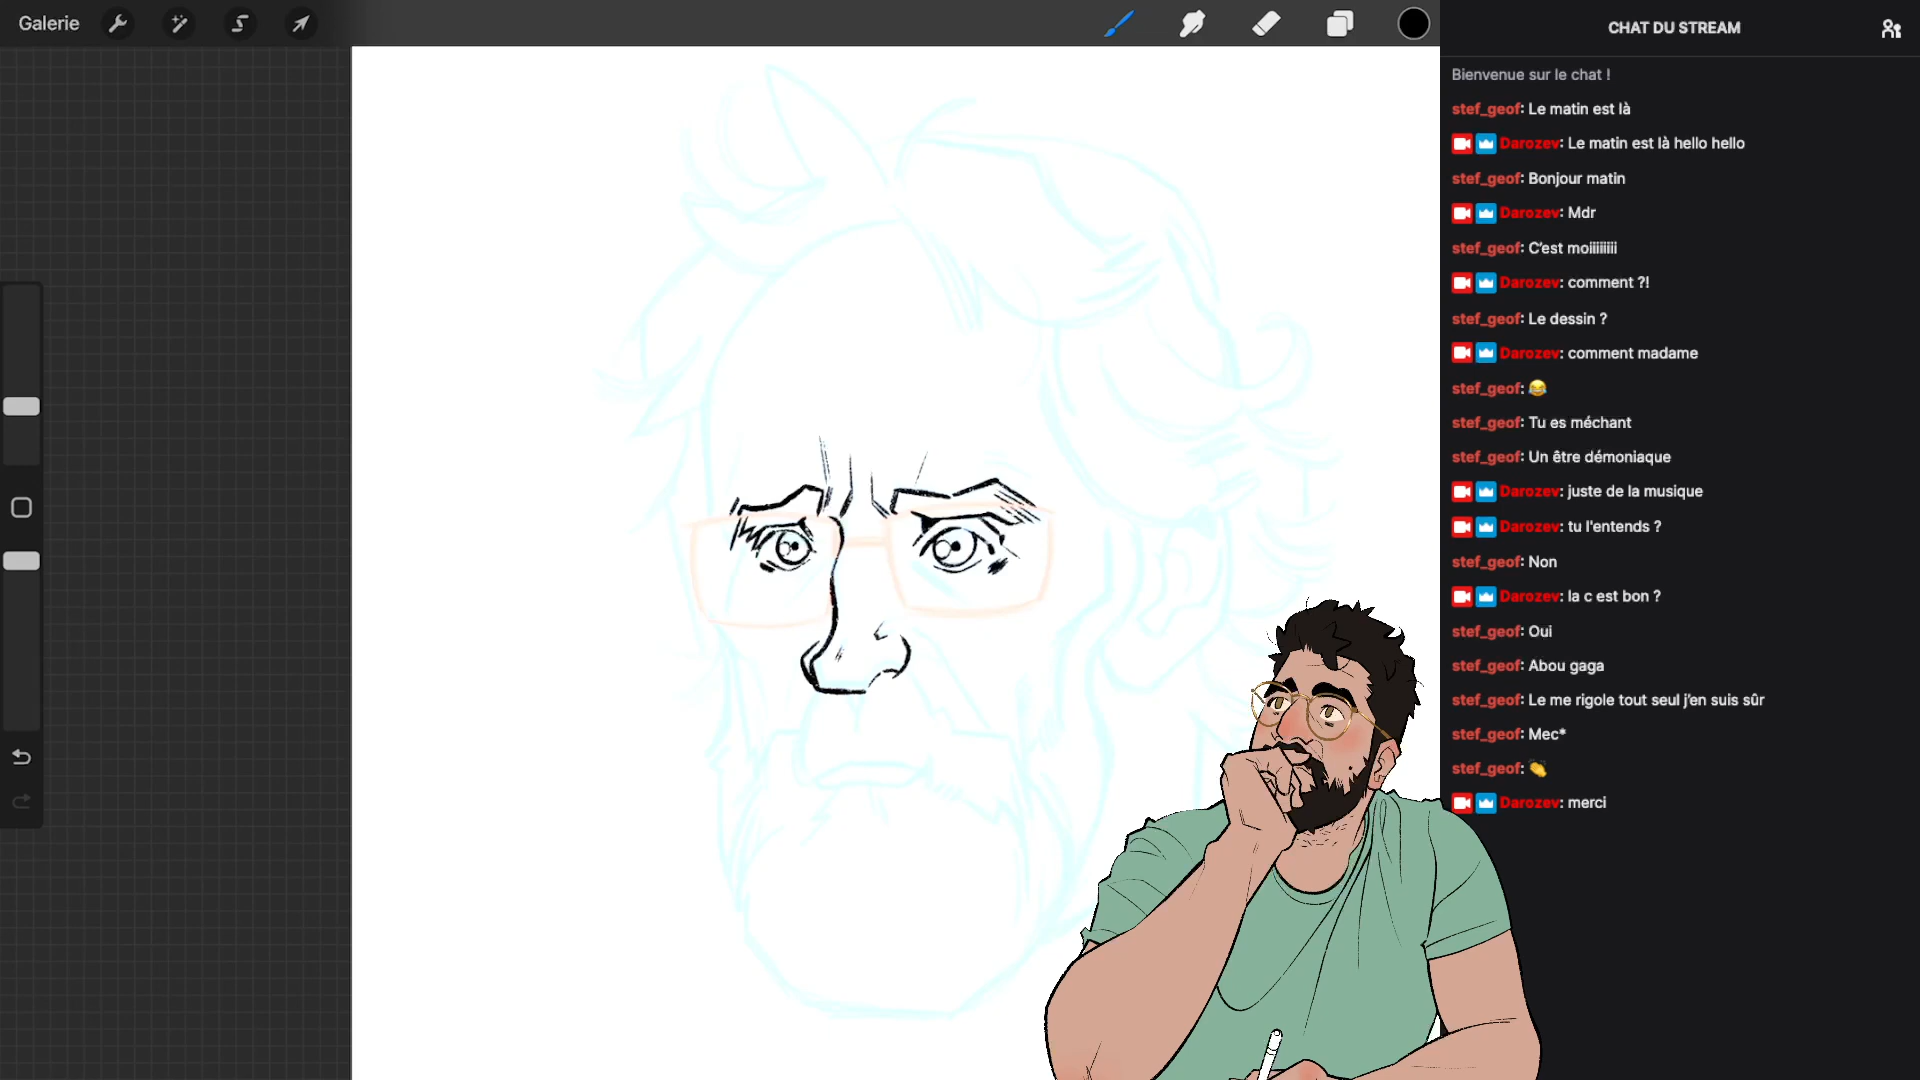 Galerie
CHAT DU STREAM
Bienvenue sur le chat !
stef_geof: Le matin est là
Darozev: Le matin est là hello hello
stef_geof: Bonjour matin
Darozev: Mdr
stef_geof: C'est moiiiiiiiii
Darozev: comment ?!
stef_geof: Le dessin ?
Darozev: comment madame
stef_geof: 😂
stef_geof: Tu es méchant
stef_geof: Un être démoniaque
Darozev: juste de la musique
Darozev: tu l'entends ?
stef_geof: Non
Darozev: la c est bon ?
stef_geof: Oui
stef_geof: Abou gaga
stef_geof: Le me rigole tout seul j'en suis sûr
stef_geof: Mec*
stef_geof: 👏
Darozev: merci